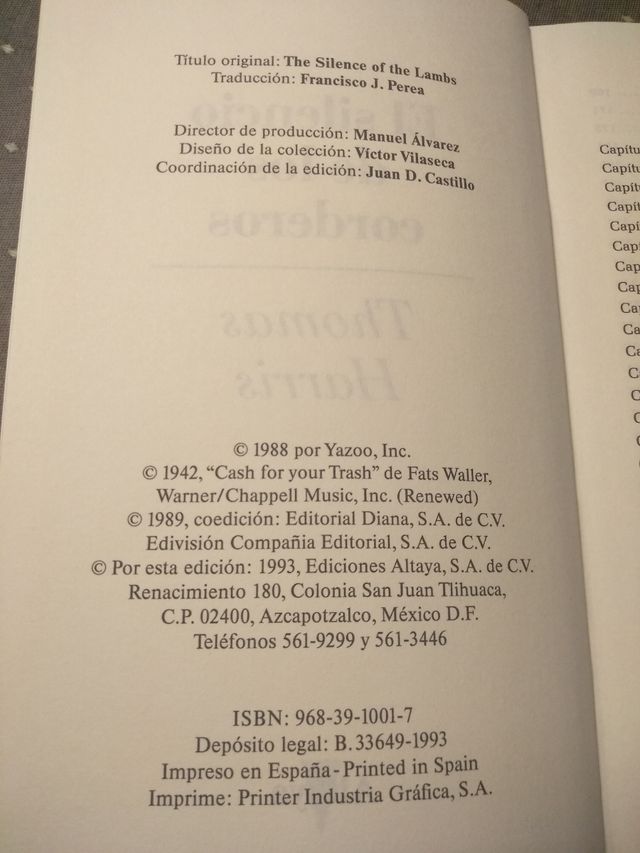 Título original: The Silence of the Lambs
Traducción: Francisco J. Perea
Director de producción: Manuel Álvarez
Diseño de la colección: Víctor Vilaseca
Coordinación de la edición: Juan D. Castillo
corderos
Thomas
Harris
© 1988 por Yazoo, Inc.
© 1942, “Cash for your Trash” de Fats Waller,
Warner/Chappell Music, Inc. (Renewed)
© 1989, coedición: Editorial Diana, S.A. de C.V.
Edivisión Compañia Editorial, S.A. de C.V.
© Por esta edición: 1993, Ediciones Altaya, S.A. de C.V.
Renacimiento 180, Colonia San Juan Tlihuaca,
C.P. 02400, Azcapotzalco, México D.F.
Teléfonos 561-9299 y 561-3446
ISBN: 968-39-1001-7
Depósito legal: B. 33649-1993
Impreso en España - Printed in Spain
Imprime: Printer Industria Gráfica, S.A.